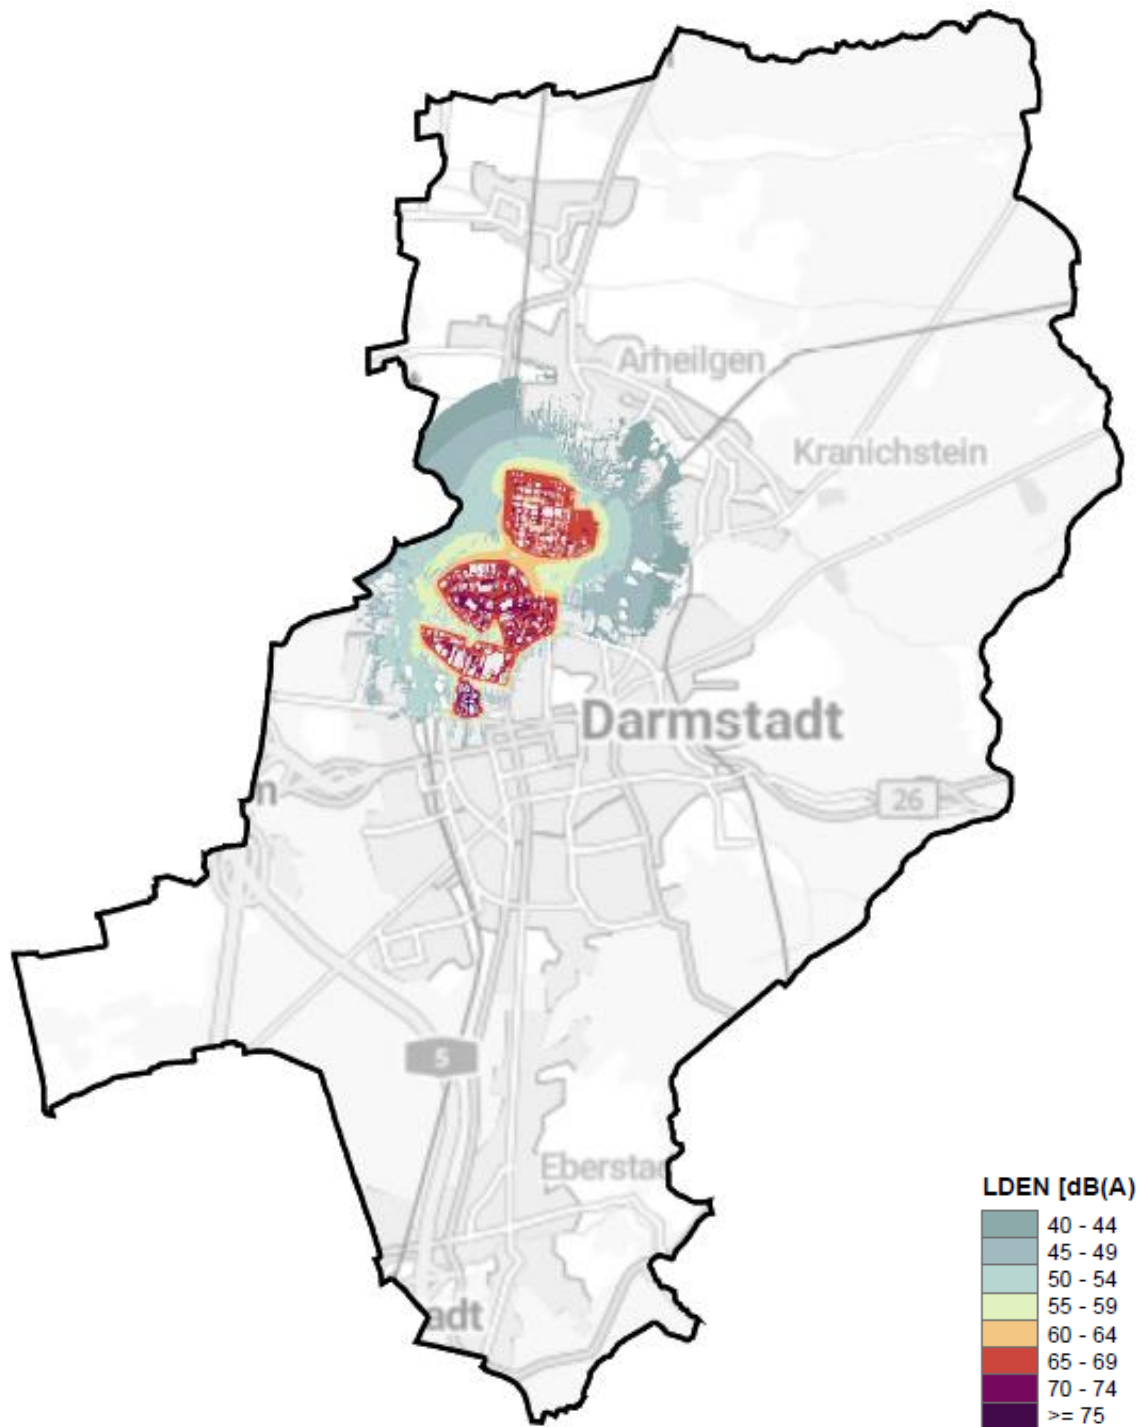 Arheilgen
Kranichstein
Darmstadt
26
n
5
Eberstad
adt
LDEN [dB(A)
40 - 44
45 - 49
50 - 54
55 - 59
60 - 64
65 - 69
70 - 74
>= 75